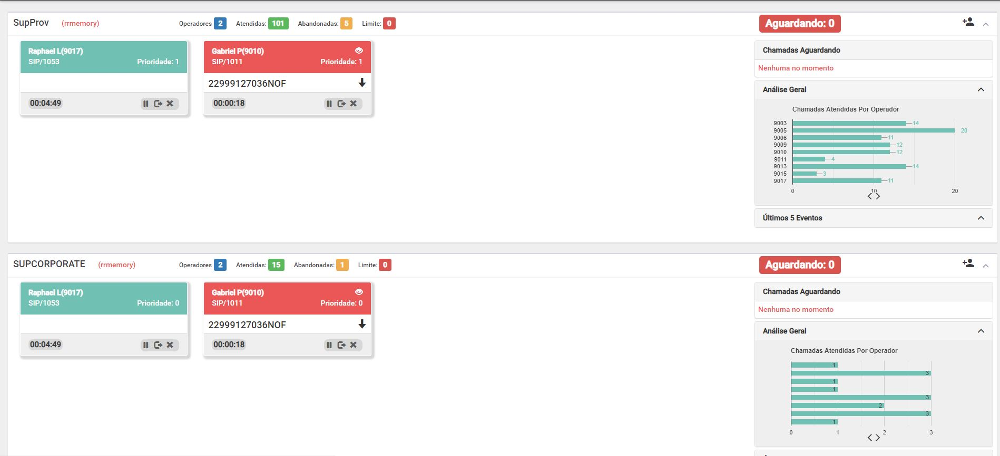 SupProv (rrmemory) Operadores 2 Atendidas: 101 Abandonadas: 5 Limite: 0 Aguardando: 0
Raphael L(9017)
SIP/1053 Prioridade: 1
00:04:49
Gabriel P(9010)
SIP/1011 Prioridade: 1
22999127036NOF
00:00:18
Chamadas Aguardando
Nenhuma no momento
Análise Geral
Chamadas Atendidas Por Operador
9003 14
9005 20
9006 11
9009 12
9010 12
9011 4
9013 14
9015 3
9017 11
0 10 20
Últimos 5 Eventos
SUPCORPORATE (rrmemory) Operadores 2 Atendidas: 15 Abandonadas: 1 Limite: 0 Aguardando: 0
Raphael L(9017)
SIP/1053 Prioridade: 0
00:04:49
Gabriel P(9010)
SIP/1011 Prioridade: 0
22999127036NOF
00:00:18
Chamadas Aguardando
Nenhuma no momento
Análise Geral
Chamadas Atendidas Por Operador
1
3
1
1
3
2
3
1
0 1 2 3